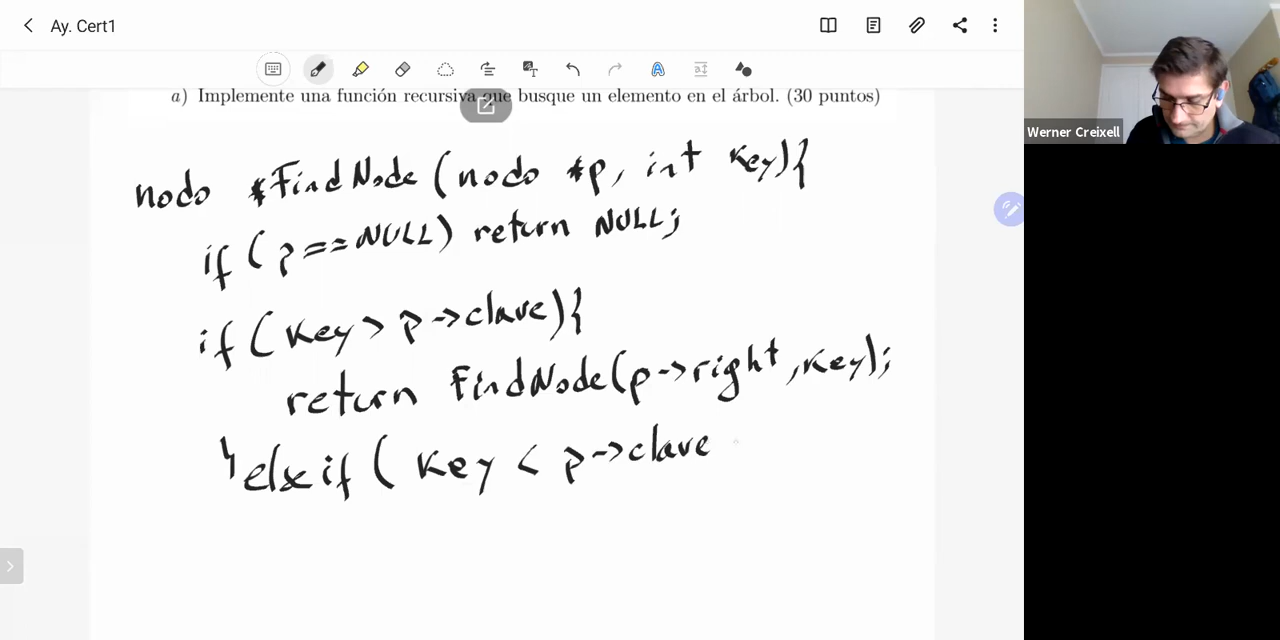 Ay. Cert1
a) Implemente una función recursiva que busque un elemento en el árbol. (30 puntos)
Werner Creixell
nodo *FindNode (nodo *p, int Key){
if ( p==NULL) return NULL;
if ( Key > p->clave){
return FindNode(p->right, Key);
}else if ( Key < p->clave